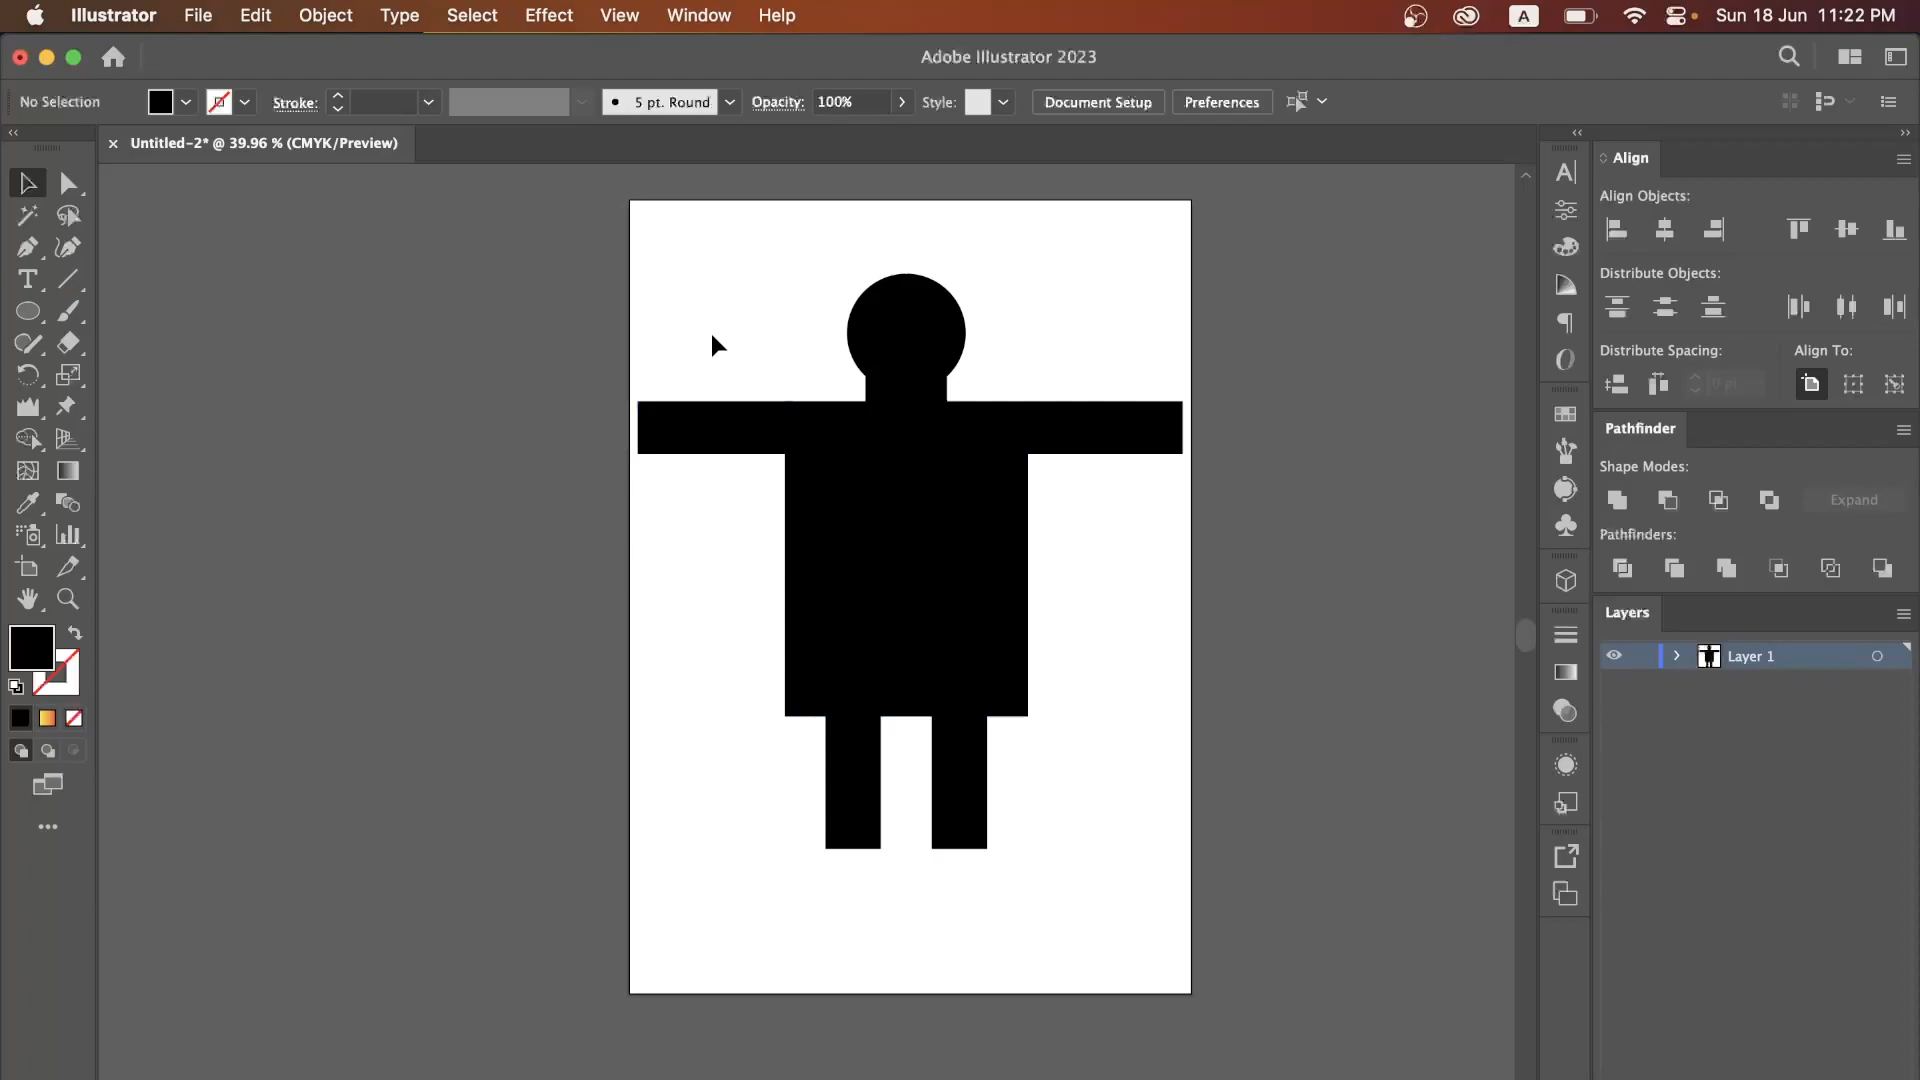 Illustrator File Edit Object Type Select Effect View Window Help A Sun 18 Jun 11:22 PM
Adobe Illustrator 2023
No Selection Stroke: 5 pt. Round Opacity: 100% Style: Document Setup Preferences
Untitled-2* @ 39.96 % (CMYK/Preview)
Align
Align Objects:
Distribute Objects:
Distribute Spacing: Align To:
0 pt
Pathfinder
Shape Modes:
Expand
Pathfinders:
Layers
Layer 1